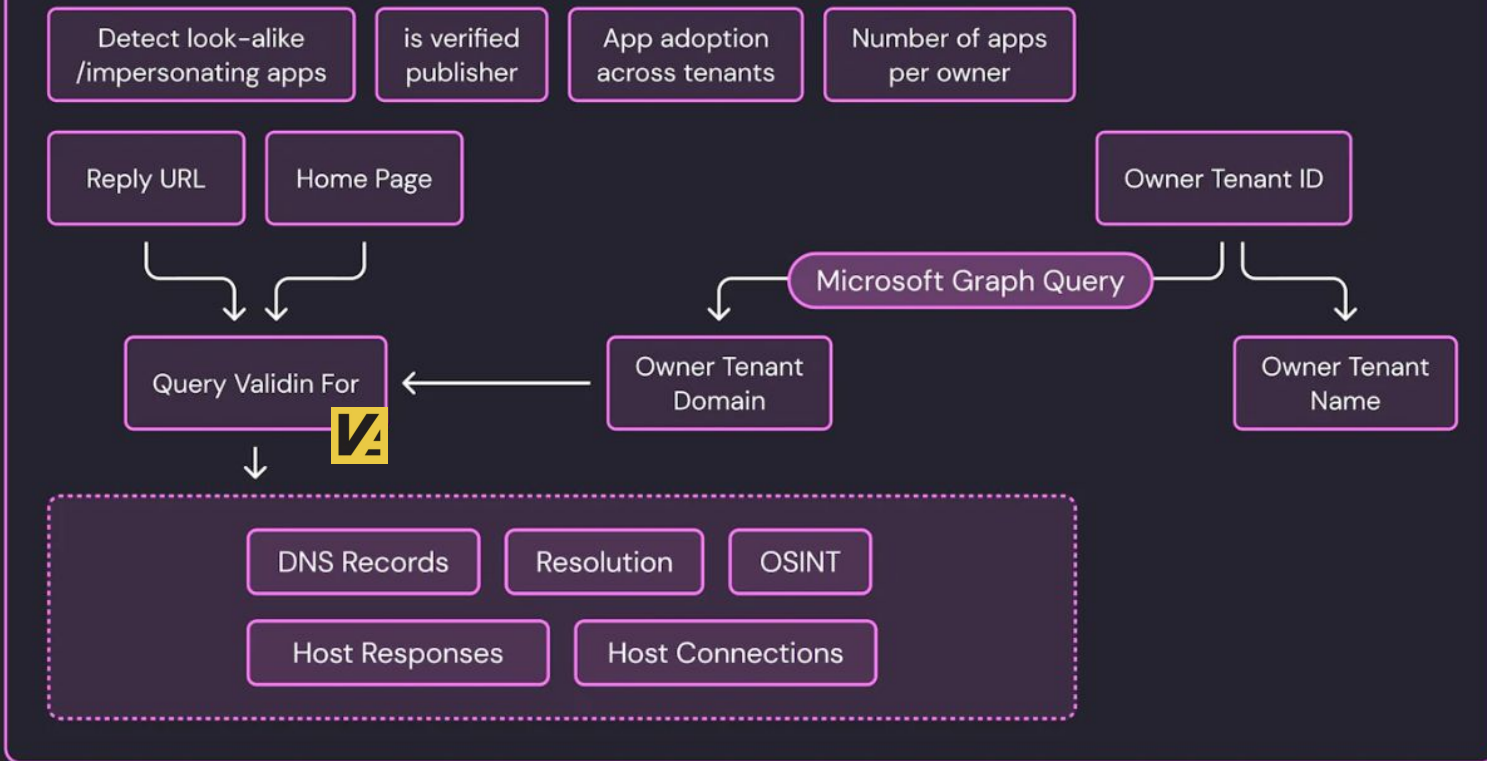 Detect look-alike
/impersonating apps
is verified
publisher
App adoption
across tenants
Number of apps
per owner
Reply URL
Home Page
Owner Tenant ID
Microsoft Graph Query
Query Validin For
Owner Tenant
Domain
Owner Tenant
Name
DNS Records
Resolution
OSINT
Host Responses
Host Connections